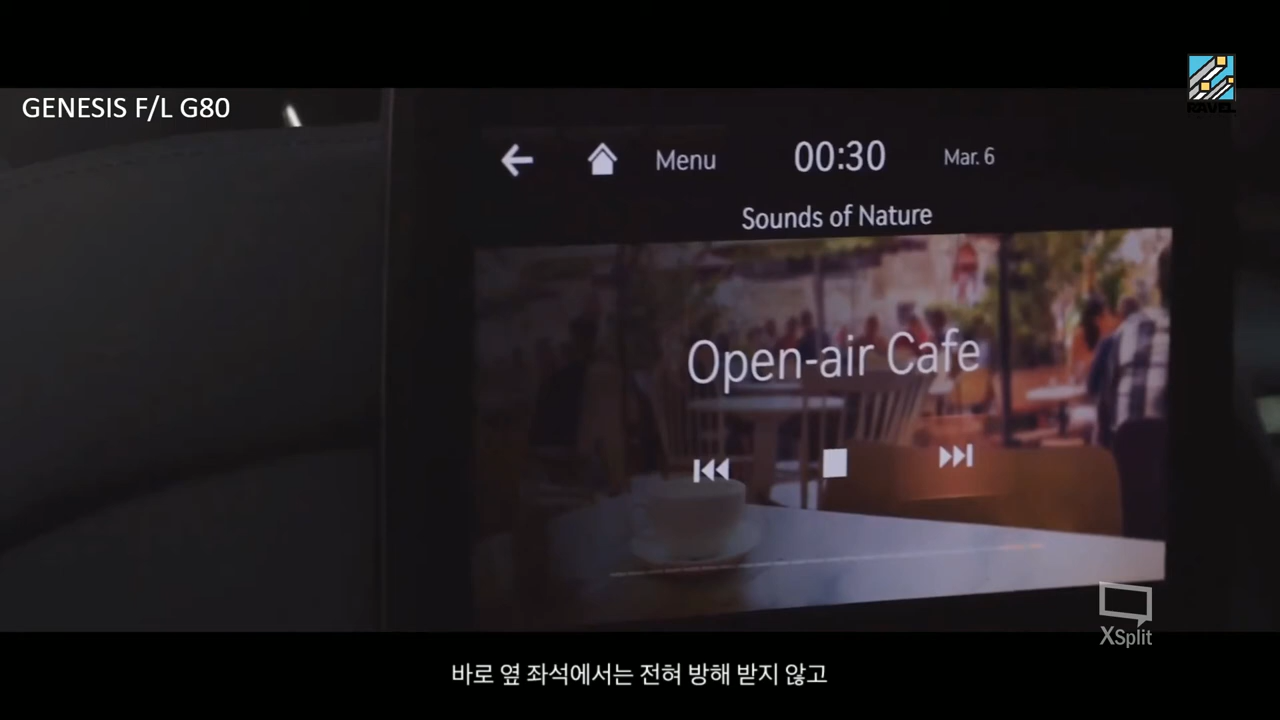 GENESIS F/L G80
RAVEL
Menu 00:30 Mar. 6
Sounds of Nature
Open-air Cafe
XSplit
바로 옆 좌석에서는 전혀 방해 받지 않고